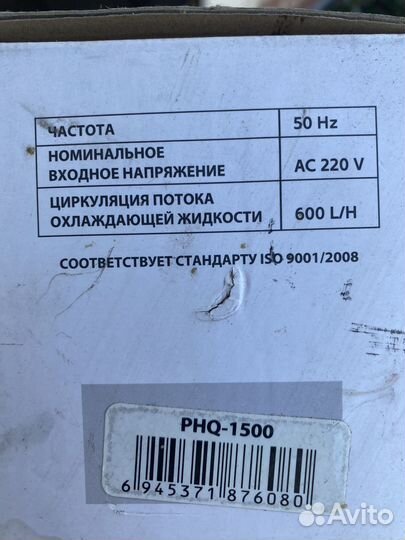 ЧАСТОТА 50 Hz
НОМИНАЛЬНОЕ
ВХОДНОЕ НАПРЯЖЕНИЕ AC 220 V
ЦИРКУЛЯЦИЯ ПОТОКА
ОХЛАЖДАЮЩЕЙ ЖИДКОСТИ 600 L/H
СООТВЕТСТВУЕТ СТАНДАРТУ ISO 9001/2008
PHQ-1500
6 945371 876080
Avito